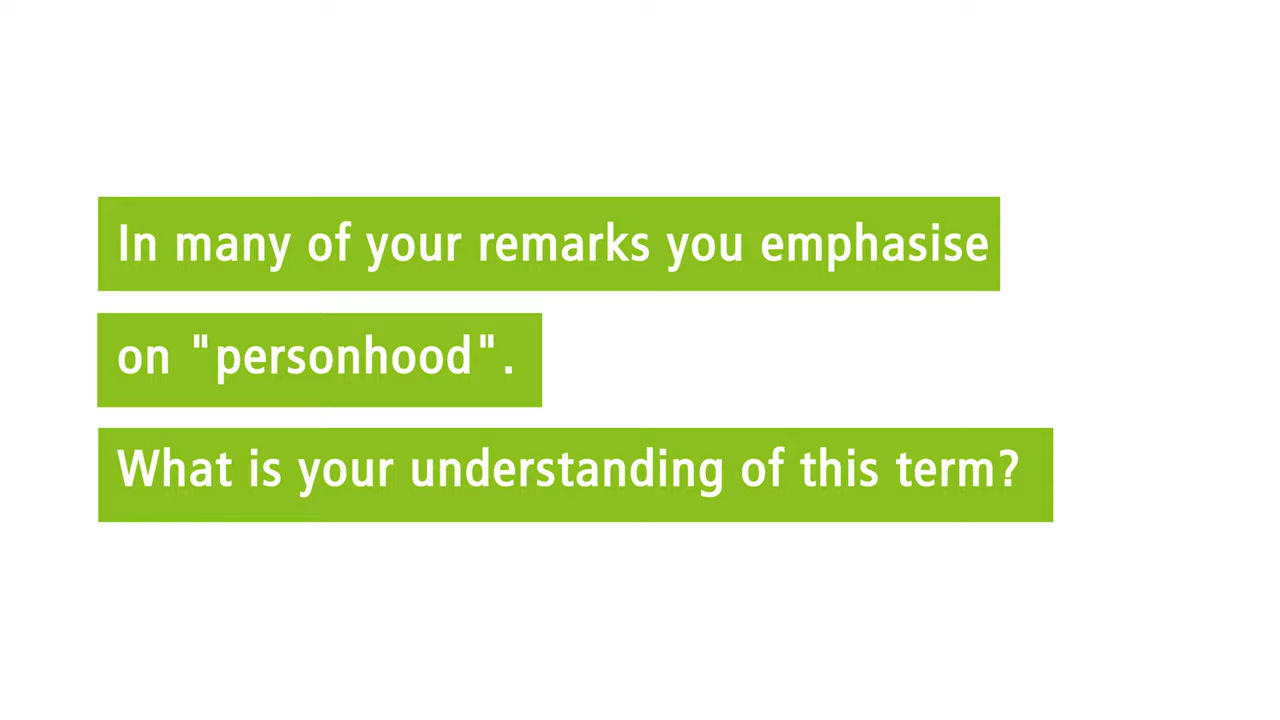 In many of your remarks you emphasise
on "personhood".
What is your understanding of this term?